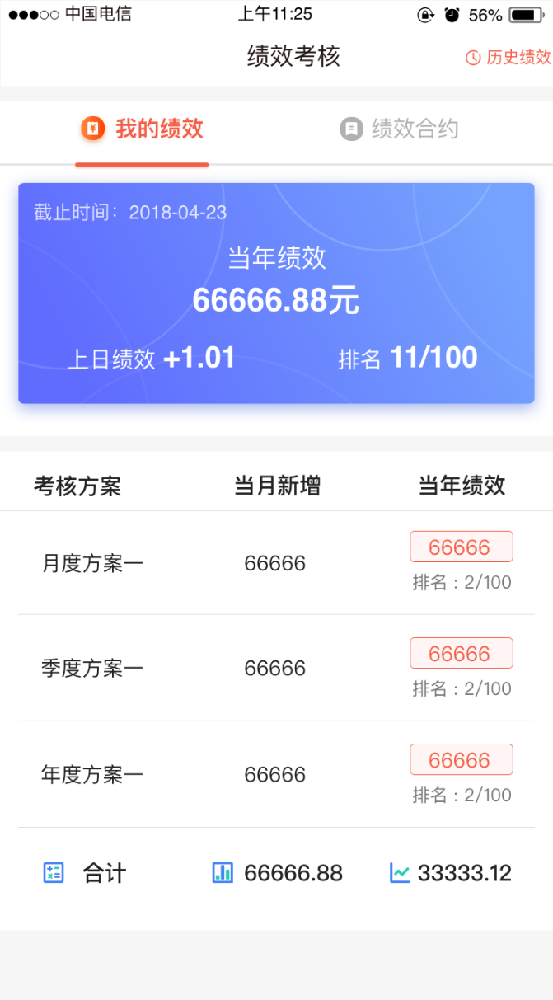 中国电信 上午11:25 56%
绩效考核 历史绩效
我的绩效 绩效合约
截止时间：2018-04-23
当年绩效
66666.88元
上日绩效 +1.01 排名 11/100
考核方案 当月新增 当年绩效
月度方案一 66666 66666
排名：2/100
季度方案一 66666 66666
排名：2/100
年度方案一 66666 66666
排名：2/100
合计 66666.88 33333.12